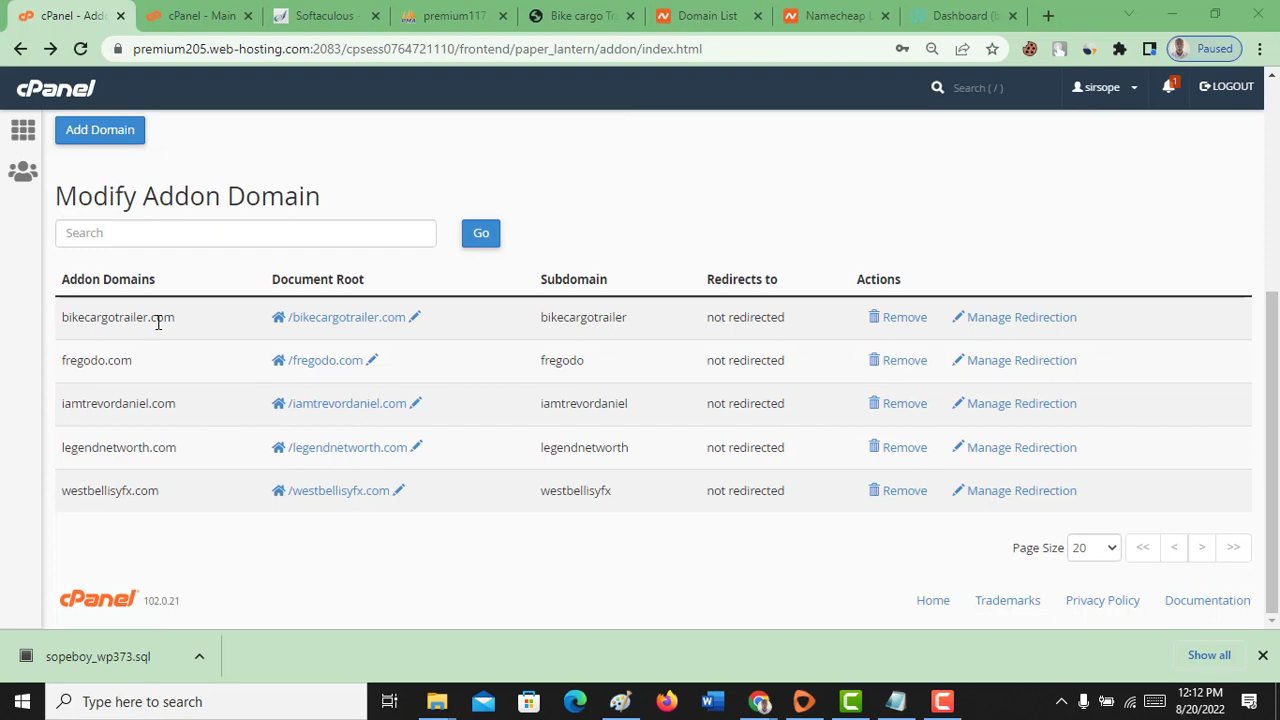 cPanel - Addo
cPanel - Main
Softaculous -
premium117
Bike cargo Tr
Domain List
Namecheap L
Dashboard (b
premium205.web-hosting.com:2083/cpsess0764721110/frontend/paper_lantern/addon/index.html
Paused
cPanel
Search ( / )
sirsope
1
LOGOUT
Add Domain
Modify Addon Domain
Search
Go
Addon Domains Document Root Subdomain Redirects to Actions
bikecargotrailer.com /bikecargotrailer.com bikecargotrailer not redirected Remove Manage Redirection
fregodo.com /fregodo.com fregodo not redirected Remove Manage Redirection
iamtrevordaniel.com /iamtrevordaniel.com iamtrevordaniel not redirected Remove Manage Redirection
legendnetworth.com /legendnetworth.com legendnetworth not redirected Remove Manage Redirection
westbellisyfx.com /westbellisyfx.com westbellisyfx not redirected Remove Manage Redirection
Page Size 20 << < > >>
cPanel 102.0.21 Home Trademarks Privacy Policy Documentation
sopeboy_wp373.sql
Show all
Type here to search
12:12 PM
8/20/2022